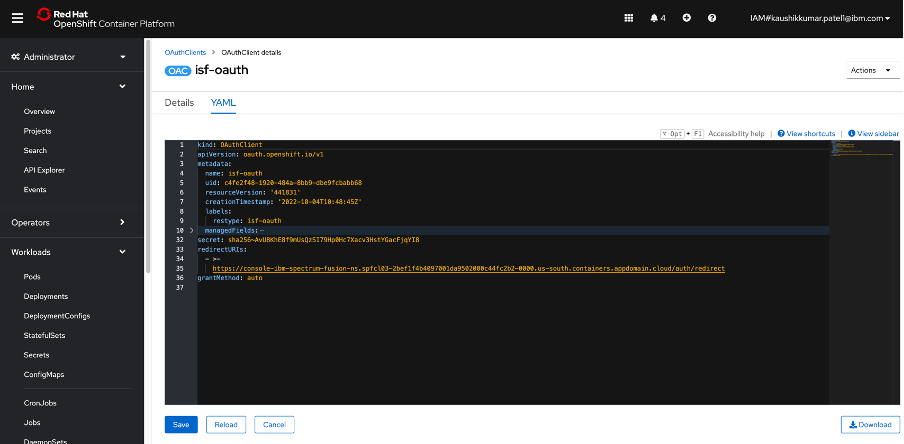 Red Hat
OpenShift Container Platform
4
IAM#kaushikkumar.patel1@ibm.com
Administrator
Home
Overview
Projects
Search
API Explorer
Events
Operators
Workloads
Pods
Deployments
DeploymentConfigs
StatefulSets
Secrets
ConfigMaps
CronJobs
Jobs
DaemonSets
OAuthClients > OAuthClient details
OAC isf-oauth
Actions
Details YAML
⌥ Opt + F1 Accessibility help | View shortcuts | View sidebar
1 kind: OAuthClient
2 apiVersion: oauth.openshift.io/v1
3 metadata:
4 name: isf-oauth
5 uid: c4fe2f48-1920-484a-8bb9-dbe9fcbabb68
6 resourceVersion: "441831"
7 creationTimestamp: "2022-10-04T10:48:45Z"
8 labels:
9 restype: isf-oauth
10 managedFields: ⋯
32 secret: sha256~AvU8KhE8f9mUsQzSI79Hp0Hc7Xacv3HstYGacFjqYI8
33 redirectURIs:
34 - >-
35 https://console-ibm-spectrum-fusion-ns.spfcl03-2bef1f4b4097001da9502000c44fc2b2-0000.us-south.containers.appdomain.cloud/auth/redirect
36 grantMethod: auto
37
Save Reload Cancel Download